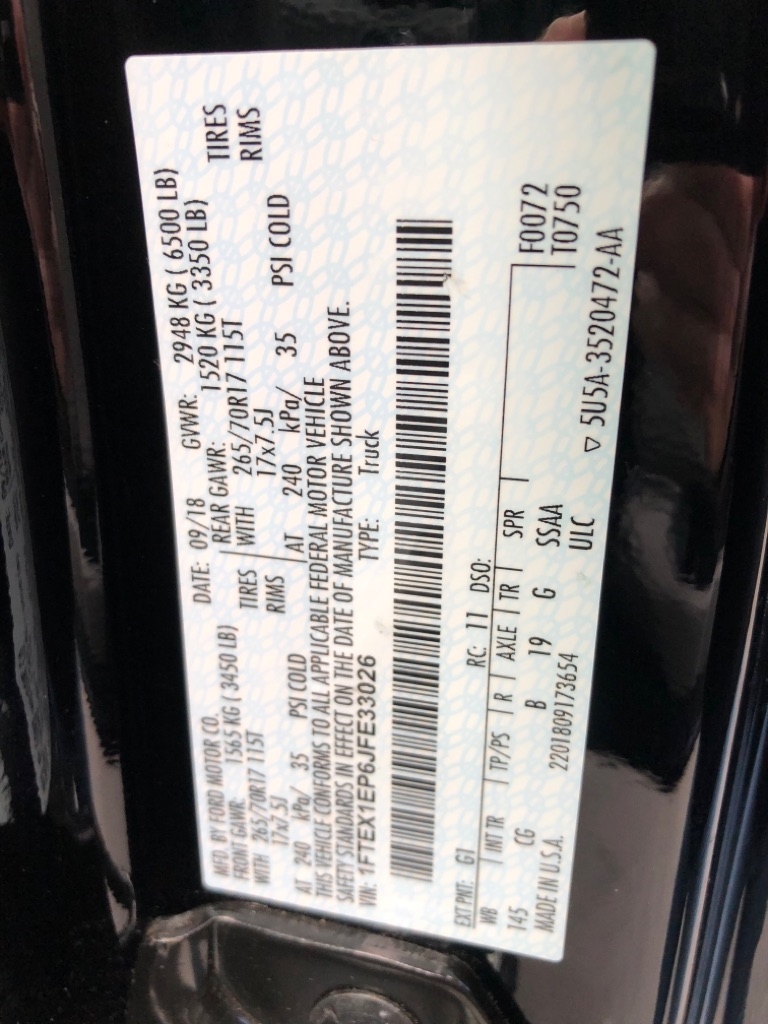 MFD. BY FORD MOTOR CO.
DATE: 09/18 GVWR: 2948 KG ( 6500 LB)
FRONT GAWR: 1565 KG ( 3450 LB) REAR GAWR: 1520 KG ( 3350 LB)
WITH 265/70R17 115T TIRES WITH 265/70R17 115T TIRES
17x7.5J RIMS 17x7.5J RIMS
AT 240 kPa/ 35 PSI COLD AT 240 kPa/ 35 PSI COLD
THIS VEHICLE CONFORMS TO ALL APPLICABLE FEDERAL MOTOR VEHICLE
SAFETY STANDARDS IN EFFECT ON THE DATE OF MANUFACTURE SHOWN ABOVE.
VIN: 1FTEX1EP6JFE33026 TYPE: Truck
EXT PNT: G1 RC: 11 DSO:
WB INT TR TP/PS R AXLE TR SPR F0072
145 CG B 19 G SSAA T0750
MADE IN U.S.A. 2201809173654 ULC
▽ 5U5A-3520472-AA